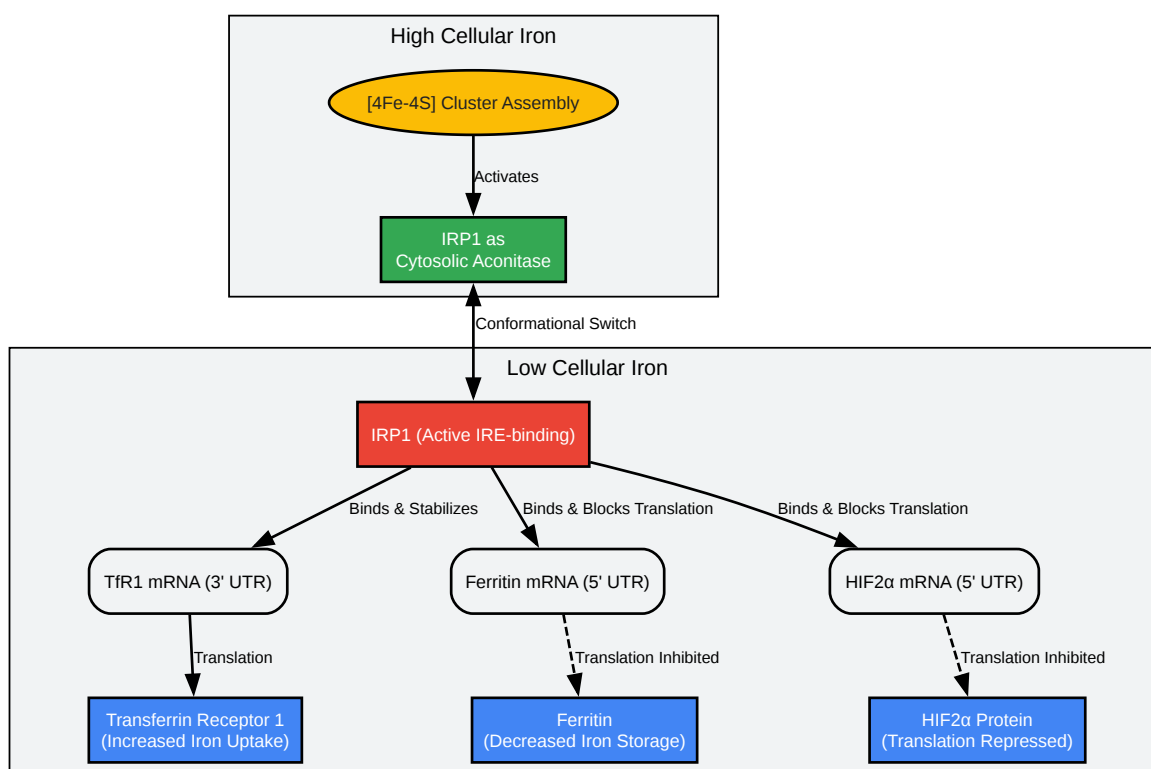 High Cellular Iron
[4Fe-4S] Cluster Assembly
Activates
IRP1 as
Cytosolic Aconitase
Conformational Switch
Low Cellular Iron
IRP1 (Active IRE-binding)
Binds & Stabilizes
Binds & Blocks Translation
Binds & Blocks Translation
TfR1 mRNA (3' UTR)
Ferritin mRNA (5' UTR)
HIF2α mRNA (5' UTR)
Translation
Translation Inhibited
Translation Inhibited
Transferrin Receptor 1
(Increased Iron Uptake)
Ferritin
(Decreased Iron Storage)
HIF2α Protein
(Translation Repressed)